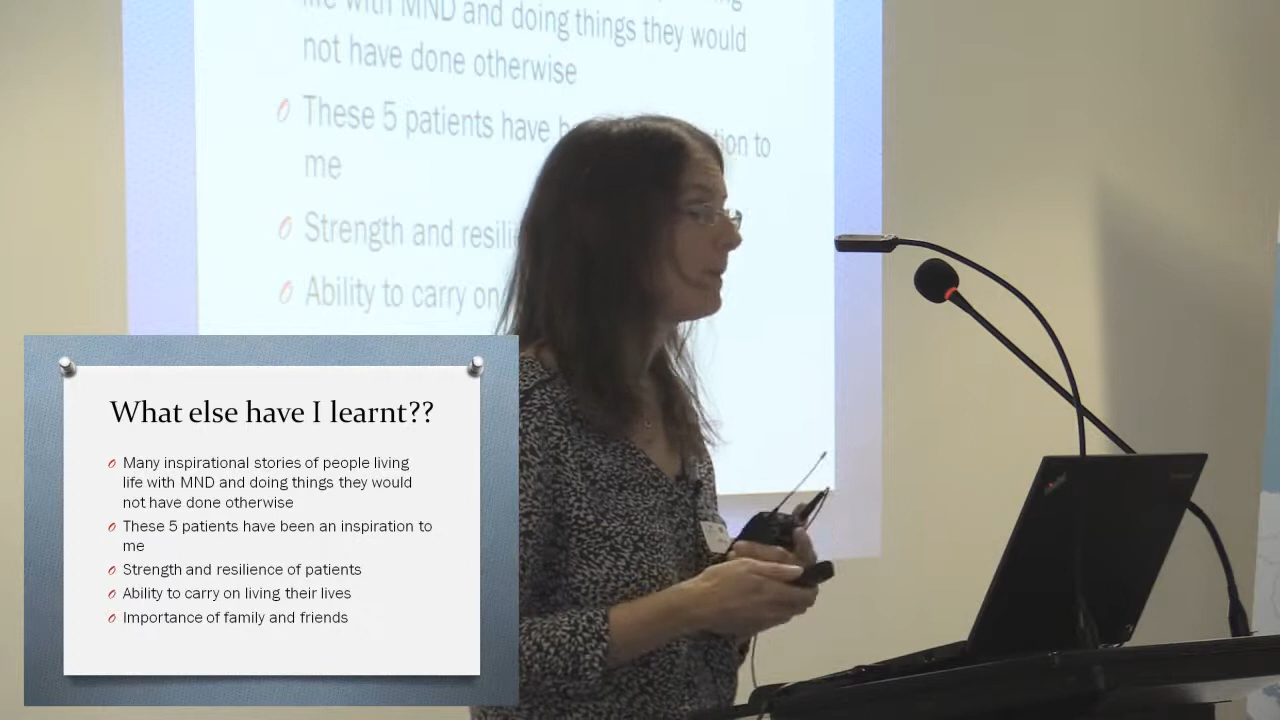 life with MND and doing things they would
not have done otherwise
These 5 patients have
to
me
Strength and
Ability to carry on
What else have I learnt??
Many inspirational stories of people living
life with MND and doing things they would
not have done otherwise
These 5 patients have been an inspiration to
me
Strength and resilience of patients
Ability to carry on living their lives
Importance of family and friends